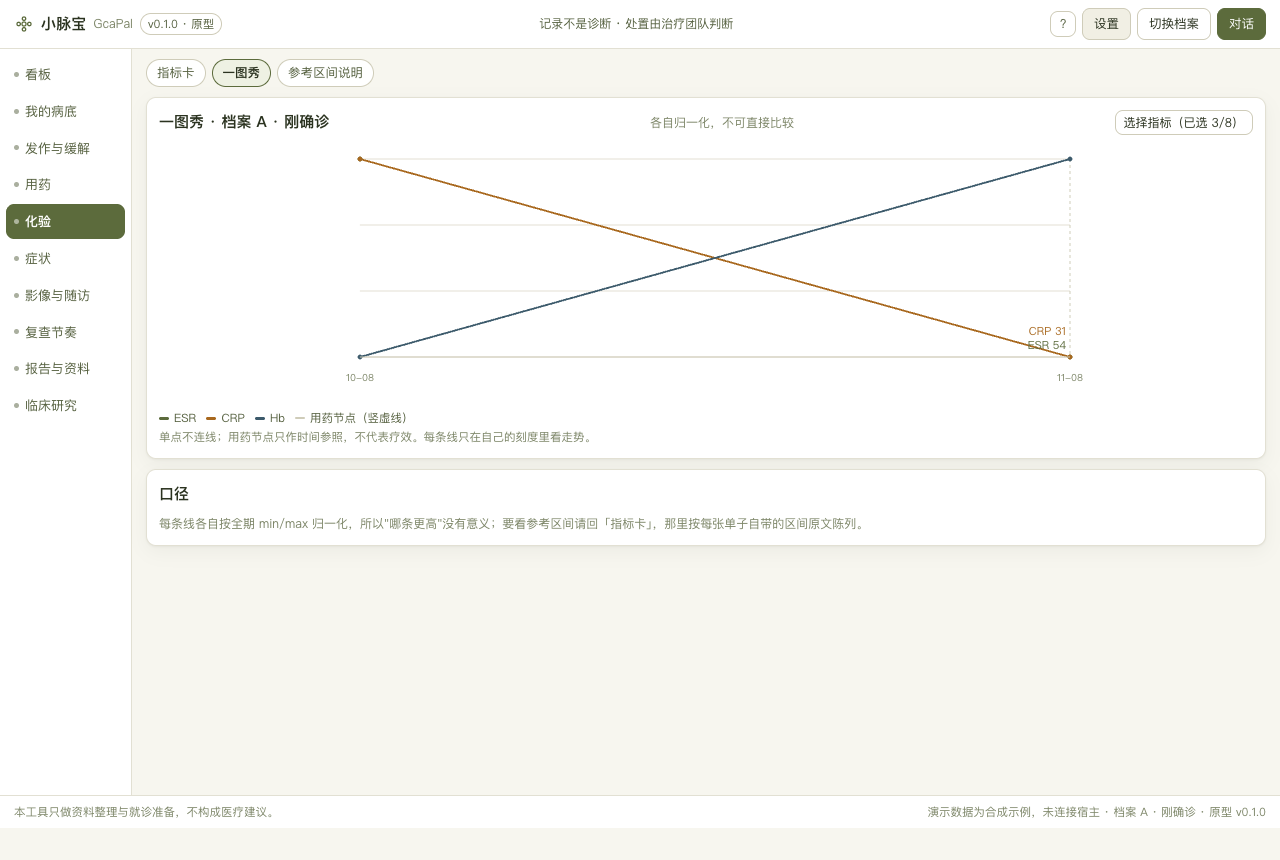 小脉宝 GcaPal v0.1.0 · 原型
记录不是诊断 · 处置由治疗团队判断
? 设置 切换档案 对话
看板
我的病底
发作与缓解
用药
化验
症状
影像与随访
复查节奏
报告与资料
临床研究
指标卡 一图秀 参考区间说明
一图秀 · 档案 A · 刚确诊
各自归一化，不可直接比较
选择指标（已选 3/8）
CRP 31
ESR 54
10–08 11–08
ESR CRP Hb 用药节点（竖虚线）
单点不连线；用药节点只作时间参照，不代表疗效。每条线只在自己的刻度里看走势。
口径
每条线各自按全期 min/max 归一化，所以"哪条更高"没有意义；要看参考区间请回「指标卡」，那里按每张单子自带的区间原文陈列。
本工具只做资料整理与就诊准备，不构成医疗建议。
演示数据为合成示例，未连接宿主 · 档案 A · 刚确诊 · 原型 v0.1.0